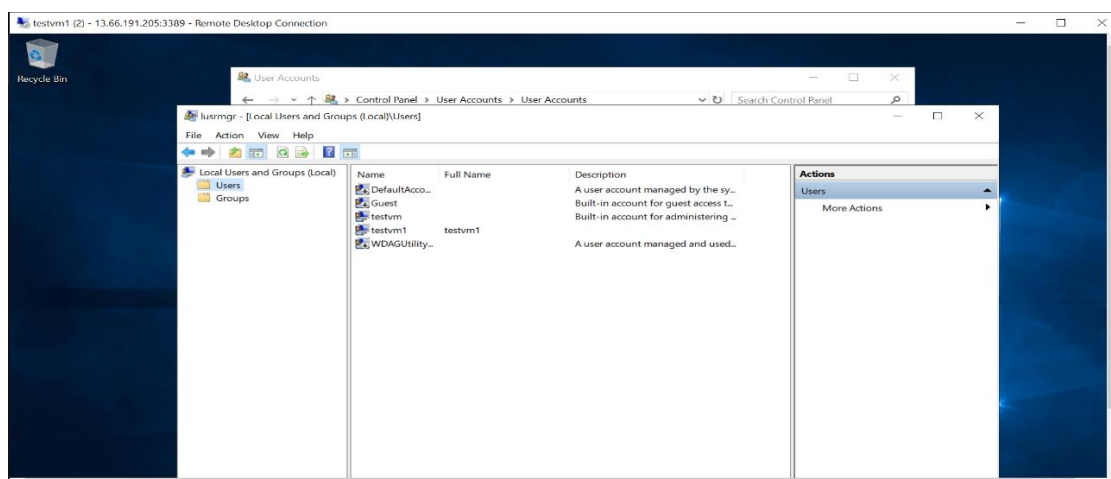 testvm1 (2) - 13.66.191.205:3389 - Remote Desktop Connection
Recycle Bin
User Accounts
Control Panel > User Accounts > User Accounts
Search Control Panel
lusrmgr - [Local Users and Groups (Local)\Users]
File Action View Help
Local Users and Groups (Local)
Users
Groups
Name Full Name Description
DefaultAcco... A user account managed by the sy...
Guest Built-in account for guest access t...
testvm Built-in account for administering ...
testvm1 testvm1
WDAGUtility... A user account managed and used...
Actions
Users
More Actions